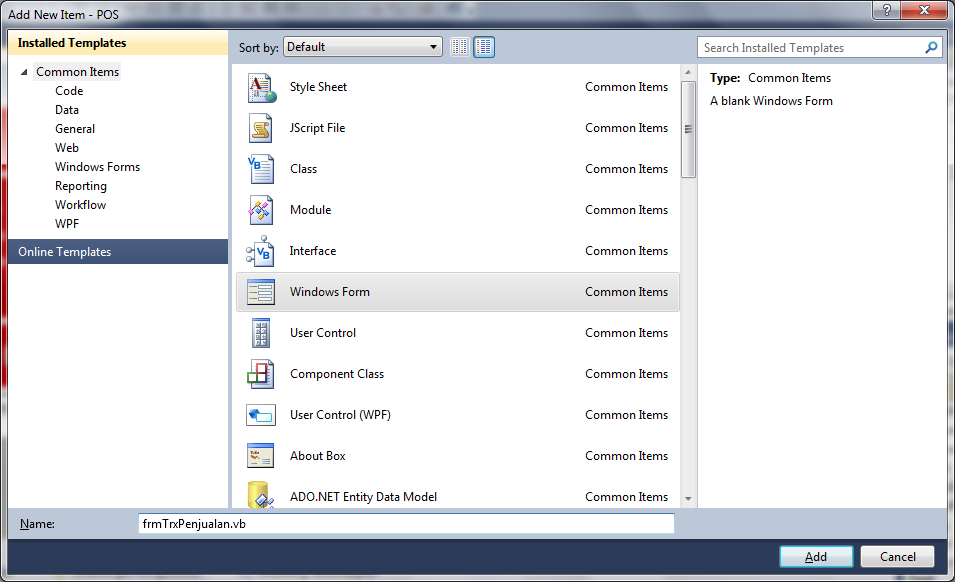 Add New Item - POS
Installed Templates
Sort by: Default
Search Installed Templates
Common Items
Code
Data
General
Web
Windows Forms
Reporting
Workflow
WPF
Online Templates
Style Sheet Common Items
JScript File Common Items
Class Common Items
Module Common Items
Interface Common Items
Windows Form Common Items
User Control Common Items
Component Class Common Items
User Control (WPF) Common Items
About Box Common Items
ADO.NET Entity Data Model Common Items
Type: Common Items
A blank Windows Form
Name: frmTrxPenjualan.vb
Add Cancel